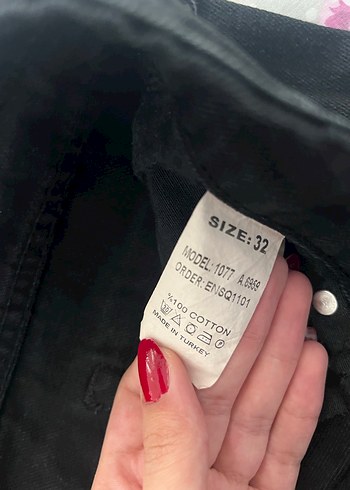 SIZE: 32
MODEL: 1077 A.6959
ORDER: ENSQ1101
%100 COTTON
MADE IN TURKEY